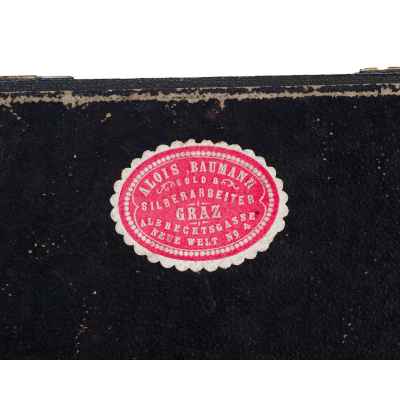 ALOIS BAUMANN
GOLD &
SILBERARBEITER
GRAZ
ALBRECHTSGASSE
NEUE WELT No 4